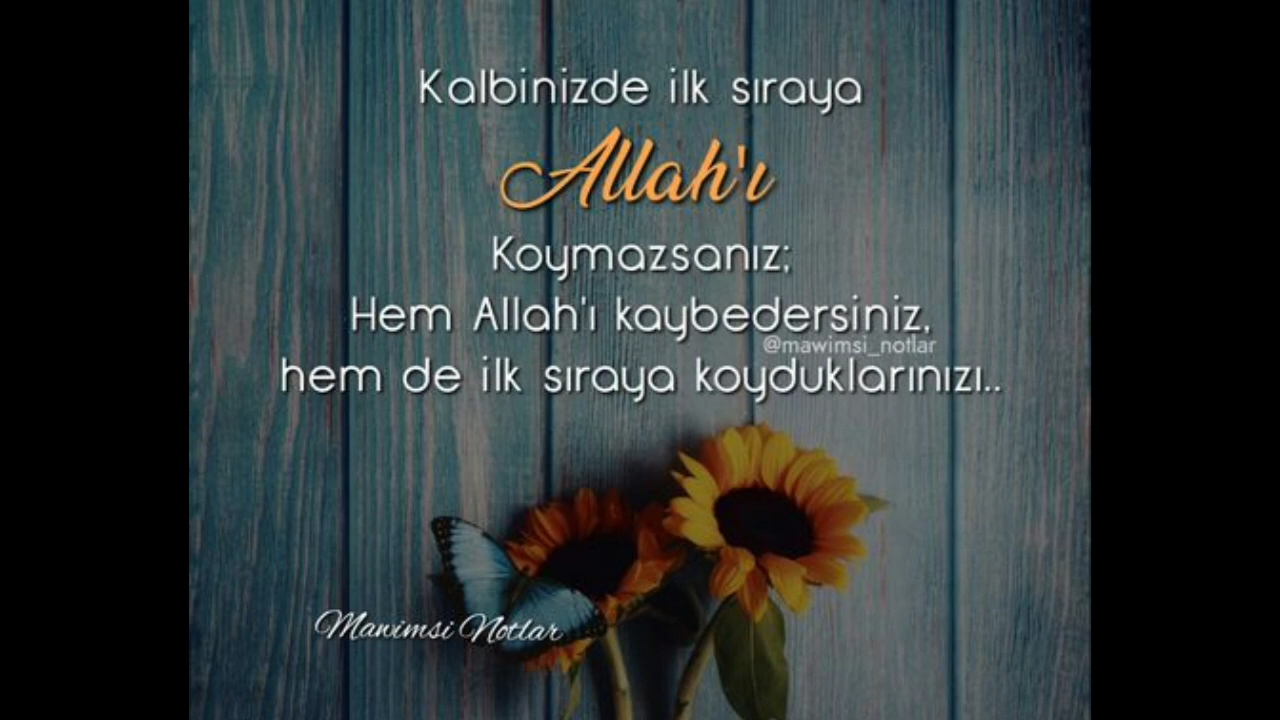 Kalbinizde ilk sıraya
Allah'ı
Koymazsanız;
Hem Allah'ı kaybedersiniz,
@mawimsi_notlar
hem de ilk sıraya koyduklarınızı..
Mawimsi Notlar